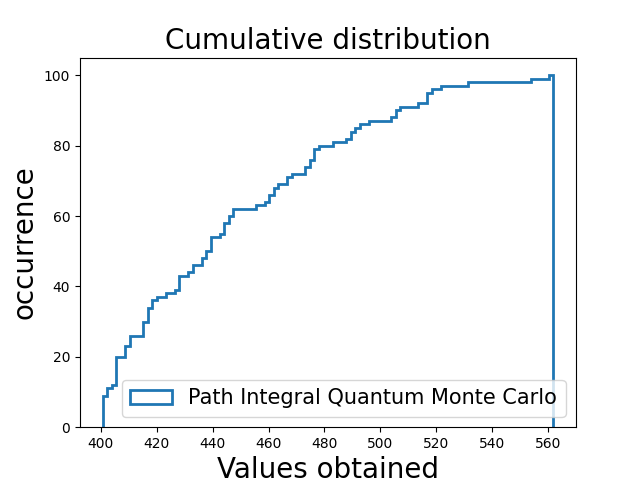 Cumulative distribution
occurrence
100
80
60
40
20
0
Path Integral Quantum Monte Carlo
400 420 440 460 480 500 520 540 560
Values obtained